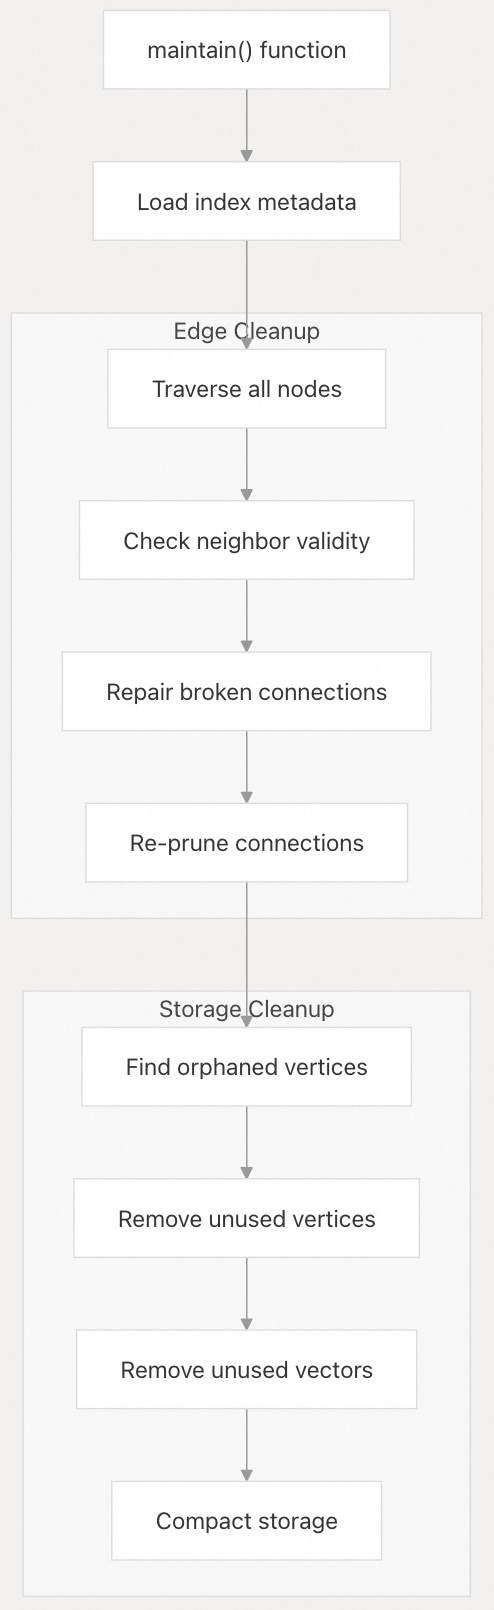 maintain() function
Load index metadata
Edge Cleanup
Traverse all nodes
Check neighbor validity
Repair broken connections
Re-prune connections
Storage Cleanup
Find orphaned vertices
Remove unused vertices
Remove unused vectors
Compact storage